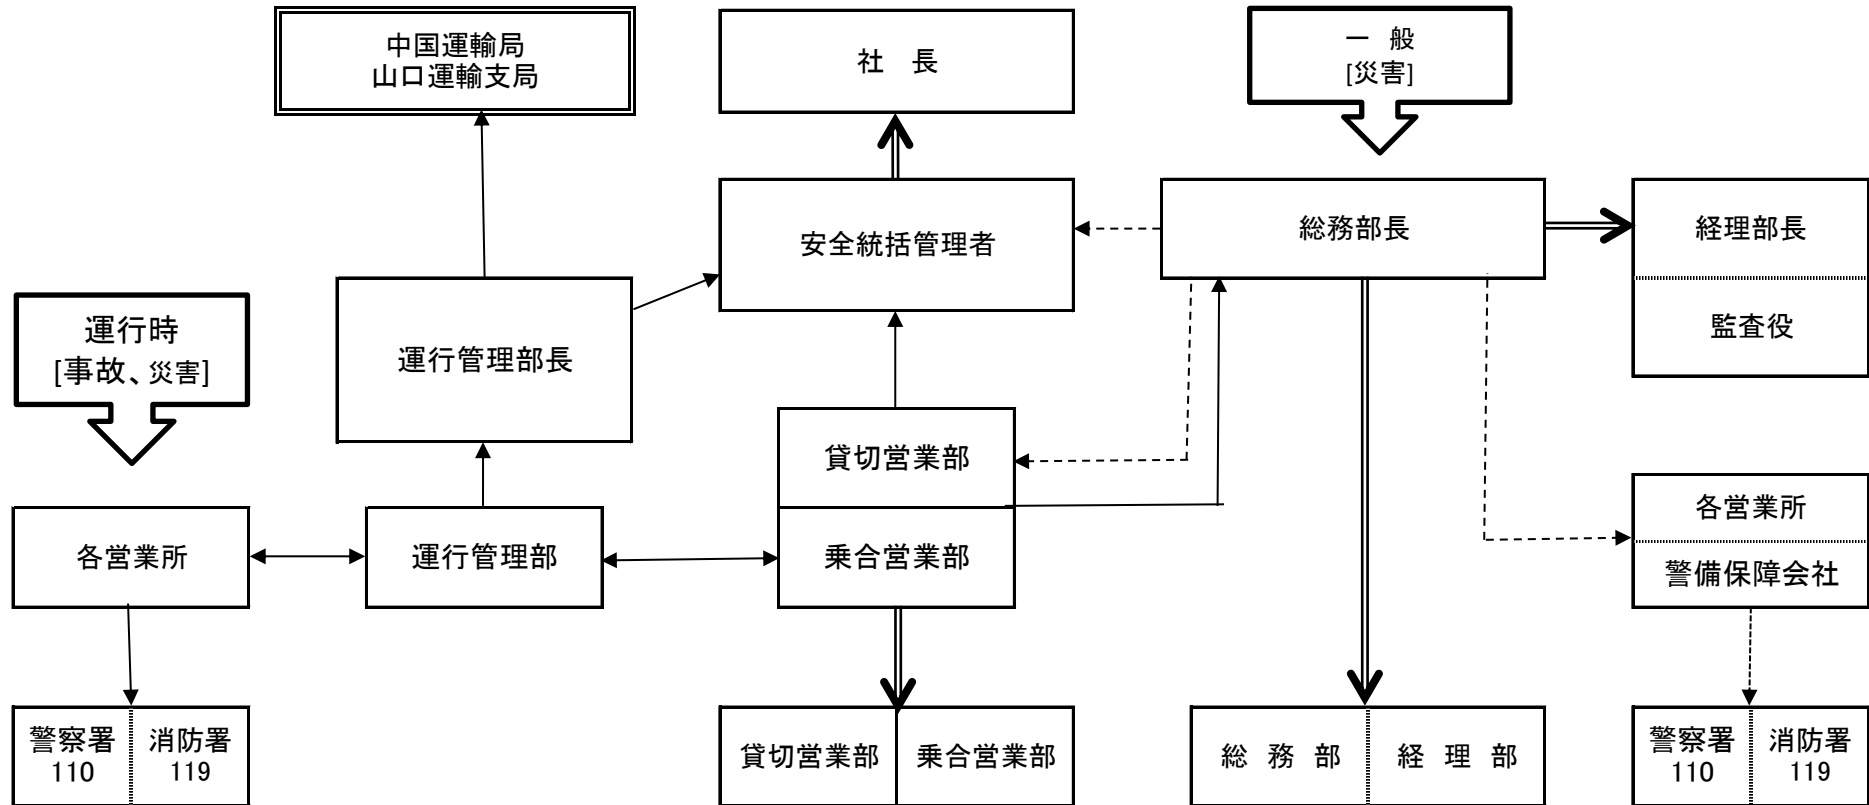 中国運輸局
山口運輸支局
社 長
一 般
[災害]
安全統括管理者
総務部長
経理部長
監査役
運行時
[事故、災害]
運行管理部長
貸切営業部
乗合営業部
各営業所
運行管理部
各営業所
警備保障会社
警察署
110
消防署
119
貸切営業部
乗合営業部
総 務 部
経 理 部
警察署
110
消防署
119